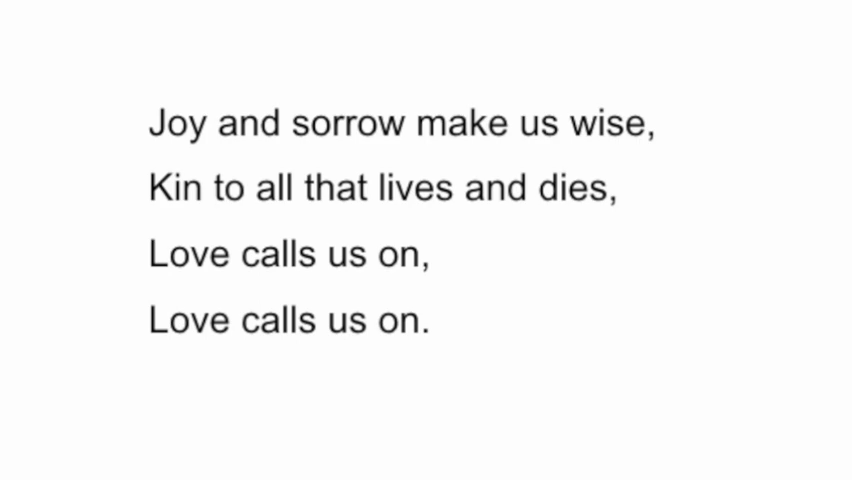 Joy and sorrow make us wise,
Kin to all that lives and dies,
Love calls us on,
Love calls us on.